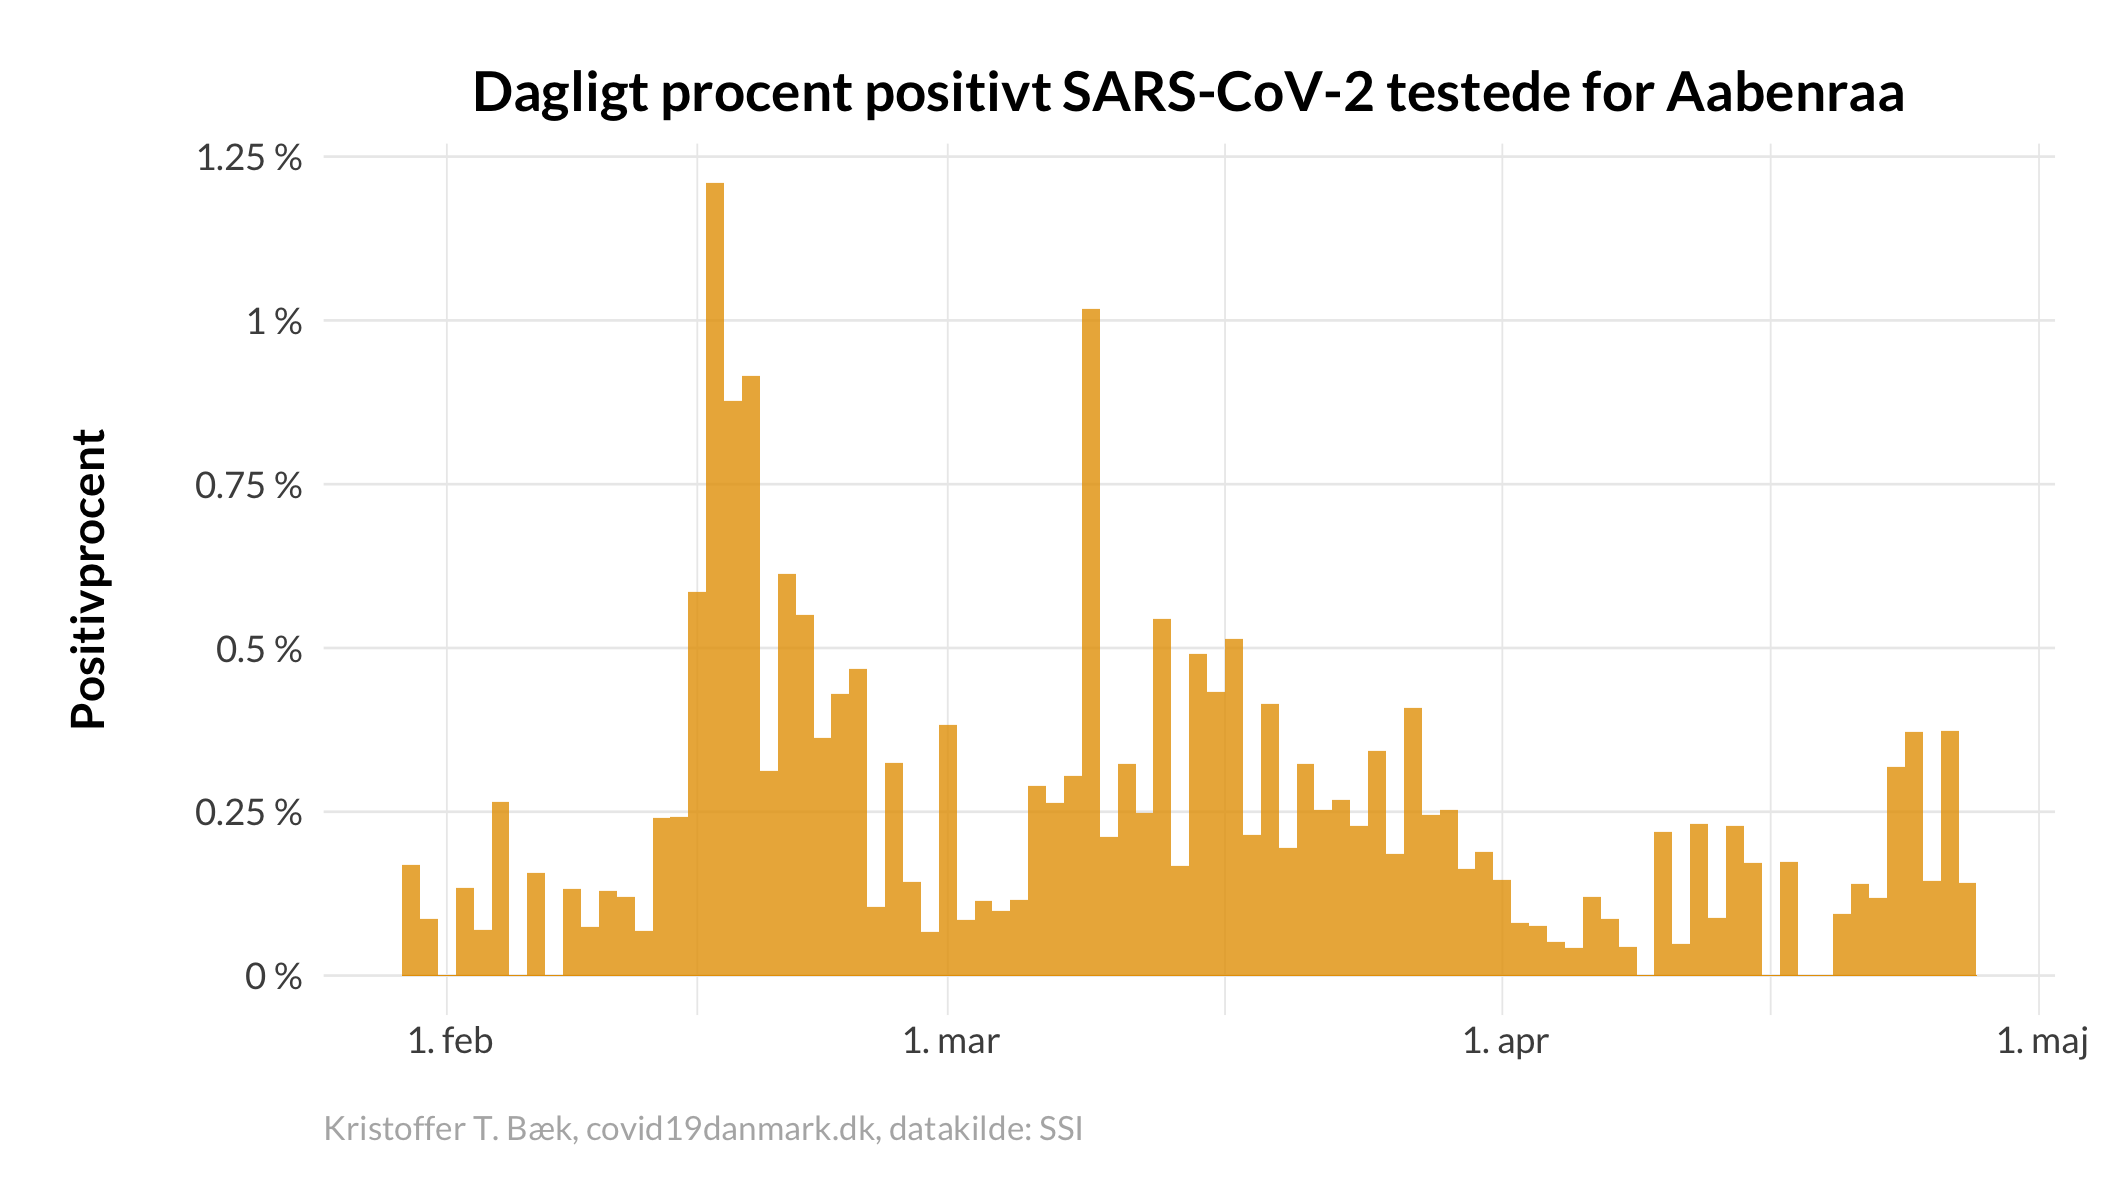 Dagligt procent positivt SARS-CoV-2 testede for Aabenraa
Positivprocent
1.25 %
1 %
0.75 %
0.5 %
0.25 %
0 %
1. feb
1. mar
1. apr
1. maj
Kristoffer T. Bæk, covid19danmark.dk, datakilde: SSI